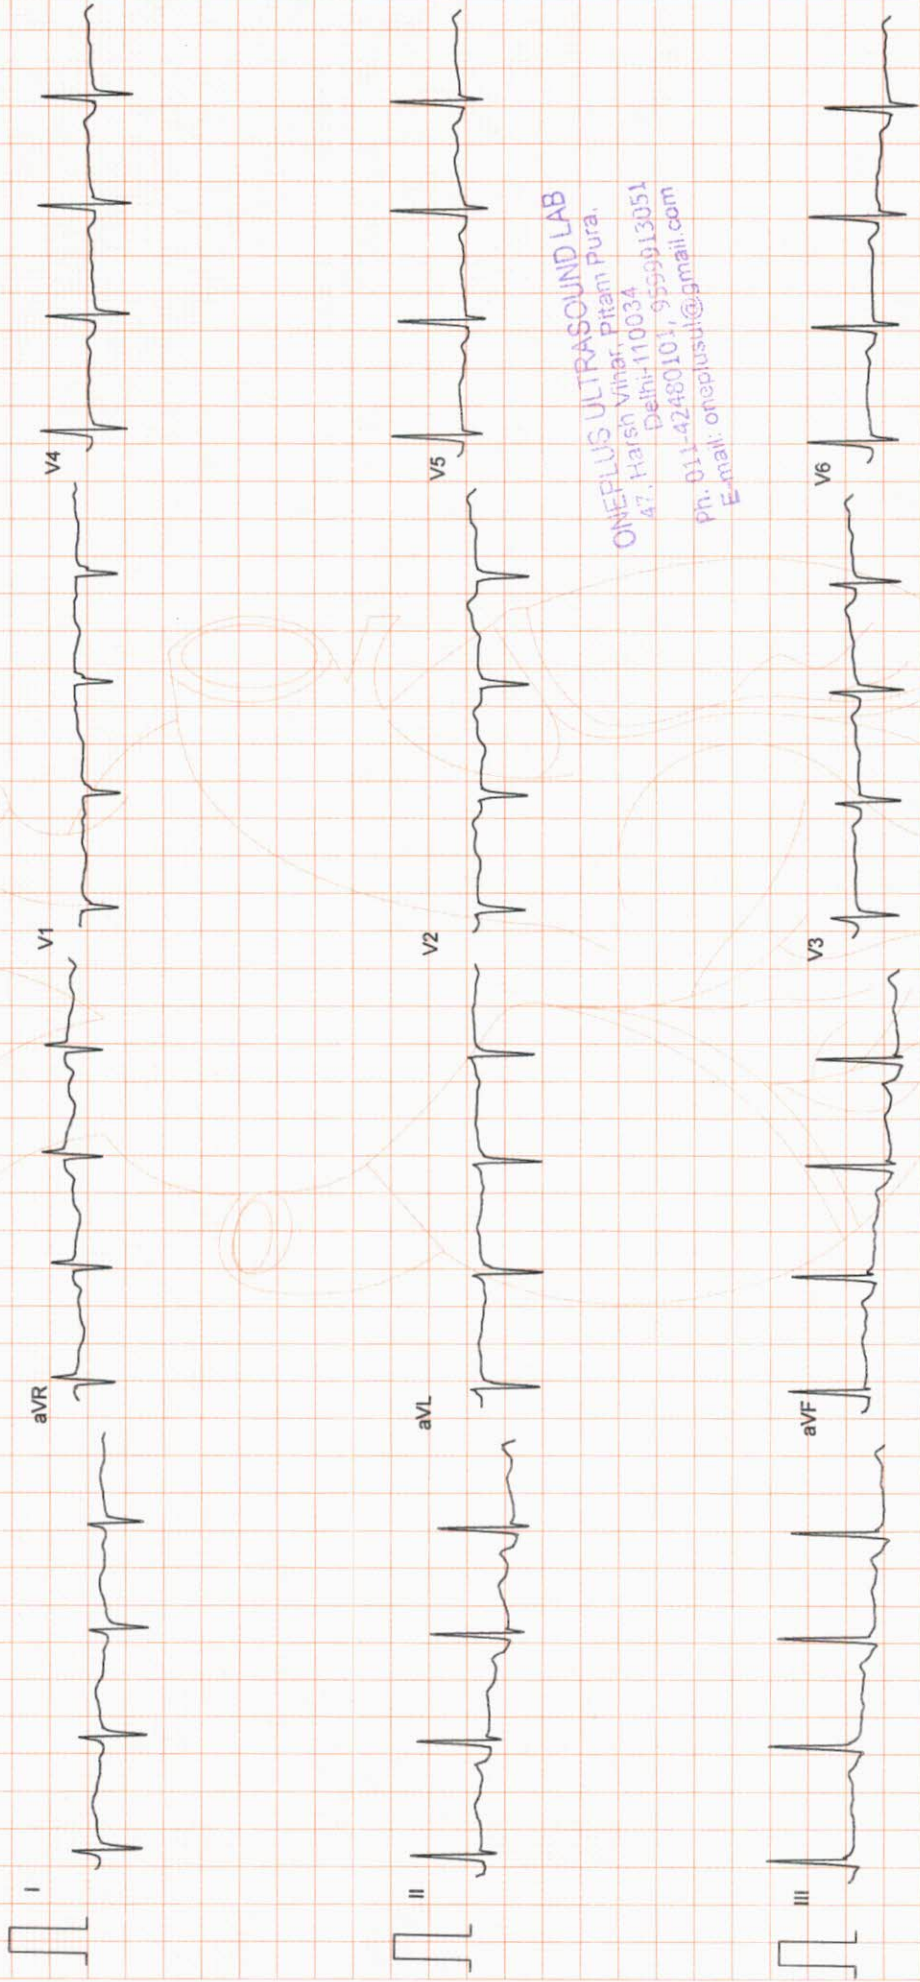 I
aVR
V1
V4
II
aVL
V2
V5
III
aVF
V3
V6
ONEPLUS ULTRASOUND LAB
47, Harsh Vihar, Pitam Pura,
Delhi-110034
Ph. 011-42480101, 9599913051
E-mail: oneplusul@gmail.com